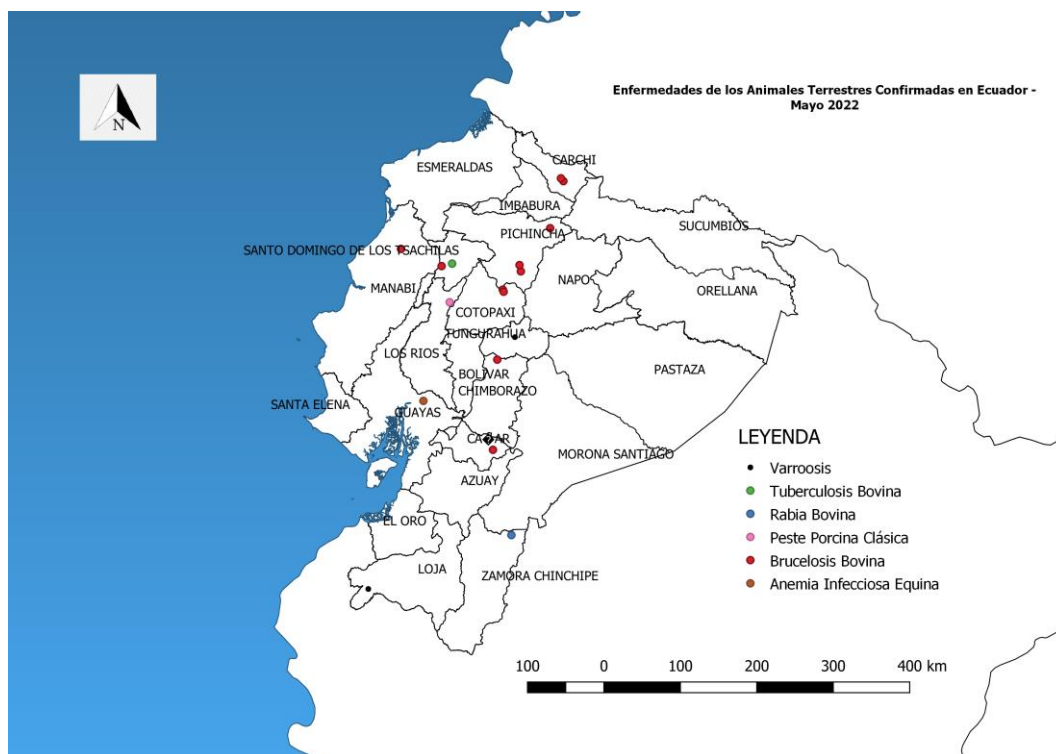 Enfermedades de los Animales Terrestres Confirmadas en Ecuador -
Mayo 2022
N
ESMERALDAS
CARCHI
IMBABURA
SUCUMBIOS
PICHINCHA
SANTO DOMINGO DE LOS TSACHILAS
NAPO
MANABI
ORELLANA
COTOPAXI
TUNGURAHUA
LOS RIOS
PASTAZA
BOLIVAR
CHIMBORAZO
SANTA ELENA
GUAYAS
CA�AR
MORONA SANTIAGO
AZUAY
EL ORO
LOJA
ZAMORA CHINCHIPE
LEYENDA
Varroosis
Tuberculosis Bovina
Rabia Bovina
Peste Porcina Clásica
Brucelosis Bovina
Anemia Infecciosa Equina
100 0 100 200 300 400 km